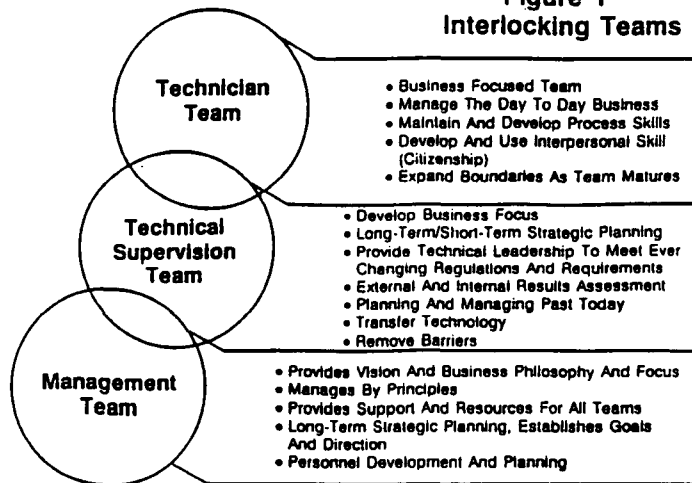 Figure 1
Interlocking Teams
Technician
Team
• Business Focused Team
• Manage The Day To Day Business
• Maintain And Develop Process Skills
• Develop And Use Interpersonal Skill
(Citizenship)
• Expand Boundaries As Team Matures
Technical
Supervision
Team
• Develop Business Focus
• Long-Term/Short-Term Strategic Planning
• Provide Technical Leadership To Meet Ever
Changing Regulations And Requirements
• External And Internal Results Assessment
• Planning And Managing Past Today
• Transfer Technology
• Remove Barriers
Management
Team
• Provides Vision And Business Philosophy And Focus
• Manages By Principles
• Provides Support And Resources For All Teams
• Long-Term Strategic Planning, Establishes Goals
And Direction
• Personnel Development And Planning